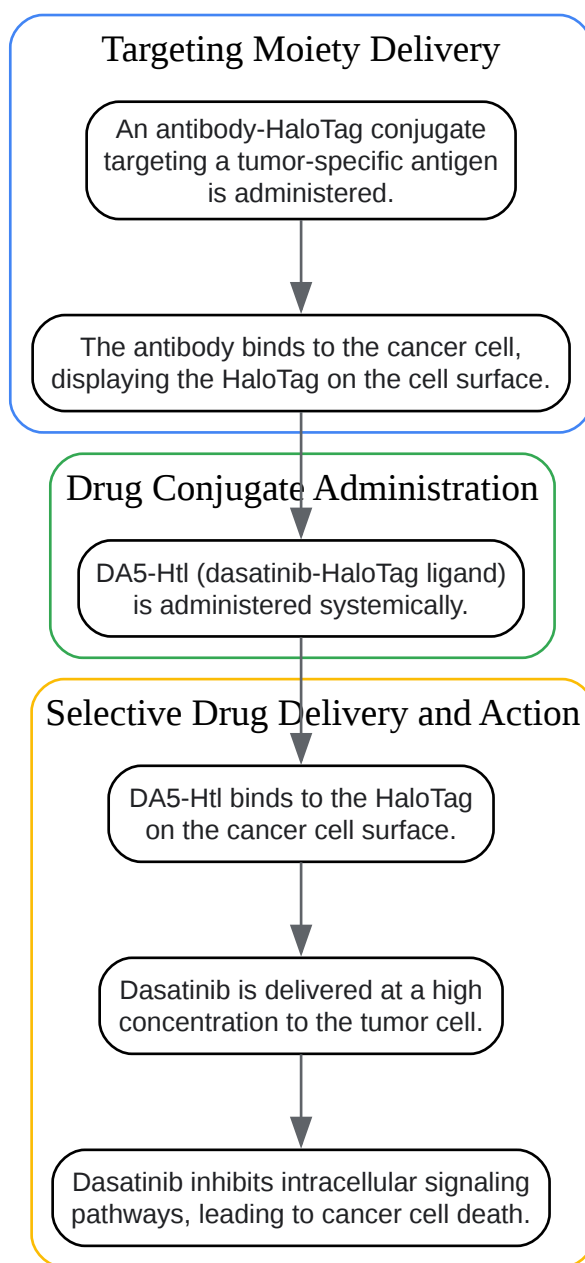 Targeting Moiety Delivery
An antibody-HaloTag conjugate
targeting a tumor-specific antigen
is administered.
The antibody binds to the cancer cell,
displaying the HaloTag on the cell surface.
Drug Conjugate Administration
DA5-Htl (dasatinib-HaloTag ligand)
is administered systemically.
Selective Drug Delivery and Action
DA5-Htl binds to the HaloTag
on the cancer cell surface.
Dasatinib is delivered at a high
concentration to the tumor cell.
Dasatinib inhibits intracellular signaling
pathways, leading to cancer cell death.